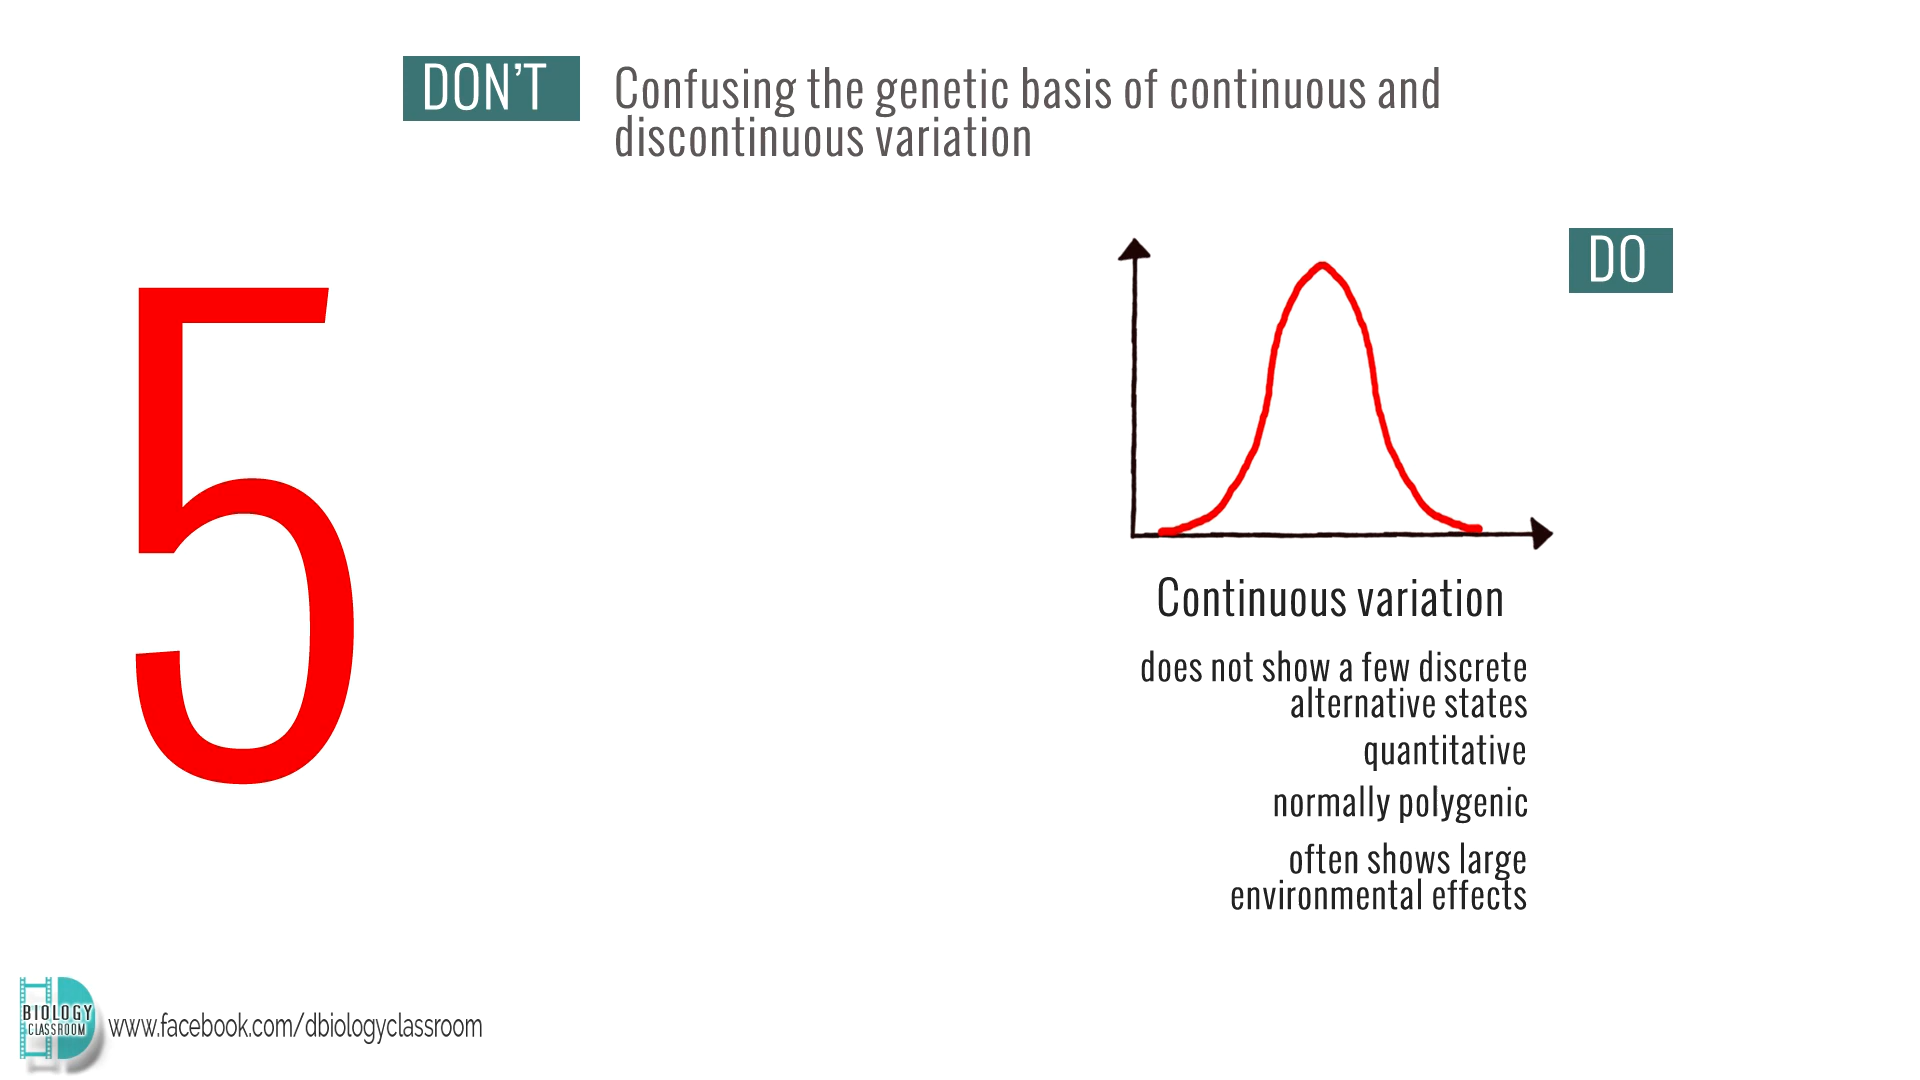 DON'T
Confusing the genetic basis of continuous and
discontinuous variation
DO
5
Continuous variation
does not show a few discrete
alternative states
quantitative
normally polygenic
often shows large
environmental effects
BIOLOGY
CLASSROOM
www.facebook.com/dbiologyclassroom